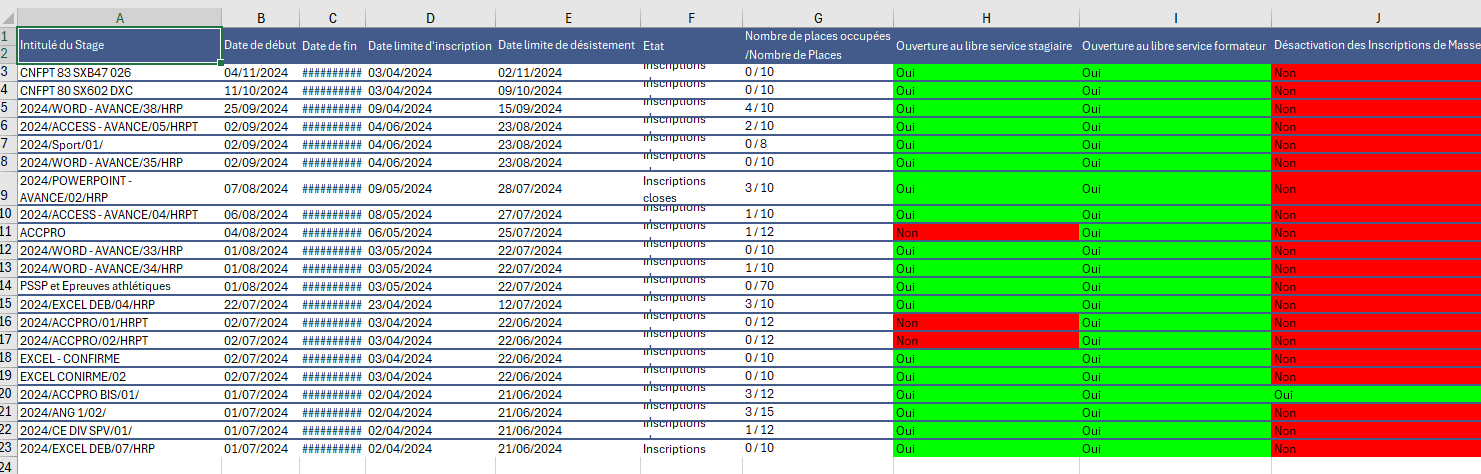 A B C D E F G H I J
1 Intitulé du Stage Date de début Date de fin Date limite d'inscription Date limite de désistement Etat Nombre de places occupées Ouverture au libre service stagiaire Ouverture au libre service formateur Désactivation des Inscriptions de Masse
2 /Nombre de Places
3 CNFPT 83 SXB47 026 04/11/2024 ########## 03/04/2024 02/11/2024 Inscriptions 0 / 10 Oui Oui Non
4 CNFPT 80 SX602 DXC 11/10/2024 ########## 03/04/2024 09/10/2024 Inscriptions 0 / 10 Oui Oui Non
5 2024/WORD - AVANCE/38/HRP 25/09/2024 ########## 09/04/2024 15/09/2024 Inscriptions 4 / 10 Oui Oui Non
6 2024/ACCESS - AVANCE/05/HRPT 02/09/2024 ########## 04/06/2024 23/08/2024 Inscriptions 2 / 10 Oui Oui Non
7 2024/Sport/01/ 02/09/2024 ########## 04/06/2024 23/08/2024 Inscriptions 0 / 8 Oui Oui Non
8 2024/WORD - AVANCE/35/HRP 02/09/2024 ########## 04/06/2024 23/08/2024 Inscriptions 0 / 10 Oui Oui Non
2024/POWERPOINT - Inscriptions
9 AVANCE/02/HRP 07/08/2024 ########## 09/05/2024 28/07/2024 closes 3 / 10 Oui Oui Non
10 2024/ACCESS - AVANCE/04/HRPT 06/08/2024 ########## 08/05/2024 27/07/2024 Inscriptions 1 / 10 Oui Oui Non
11 ACCPRO 04/08/2024 ########## 06/05/2024 25/07/2024 Inscriptions 1 / 12 Non Oui Non
12 2024/WORD - AVANCE/33/HRP 01/08/2024 ########## 03/05/2024 22/07/2024 Inscriptions 0 / 10 Oui Oui Non
13 2024/WORD - AVANCE/34/HRP 01/08/2024 ########## 03/05/2024 22/07/2024 Inscriptions 1 / 10 Oui Oui Non
14 PSSP et Epreuves athlétiques 01/08/2024 ########## 03/05/2024 22/07/2024 Inscriptions 0 / 70 Oui Oui Non
15 2024/EXCEL DEB/04/HRP 22/07/2024 ########## 23/04/2024 12/07/2024 Inscriptions 3 / 10 Oui Oui Non
16 2024/ACCPRO/01/HRPT 02/07/2024 ########## 03/04/2024 22/06/2024 Inscriptions 0 / 12 Non Oui Non
17 2024/ACCPRO/02/HRPT 02/07/2024 ########## 03/04/2024 22/06/2024 Inscriptions 0 / 12 Non Oui Non
18 EXCEL - CONFIRME 02/07/2024 ########## 03/04/2024 22/06/2024 Inscriptions 0 / 10 Oui Oui Non
19 EXCEL CONIRME/02 02/07/2024 ########## 03/04/2024 22/06/2024 Inscriptions 0 / 10 Oui Oui Non
20 2024/ACCPRO BIS/01/ 01/07/2024 ########## 02/04/2024 21/06/2024 Inscriptions 3 / 12 Oui Oui Oui
21 2024/ANG 1/02/ 01/07/2024 ########## 02/04/2024 21/06/2024 Inscriptions 3 / 15 Oui Oui Non
22 2024/CE DIV SPV/01/ 01/07/2024 ########## 02/04/2024 21/06/2024 Inscriptions 1 / 12 Oui Oui Non
23 2024/EXCEL DEB/07/HRP 01/07/2024 ########## 02/04/2024 21/06/2024 Inscriptions 0 / 10 Oui Oui Non
24